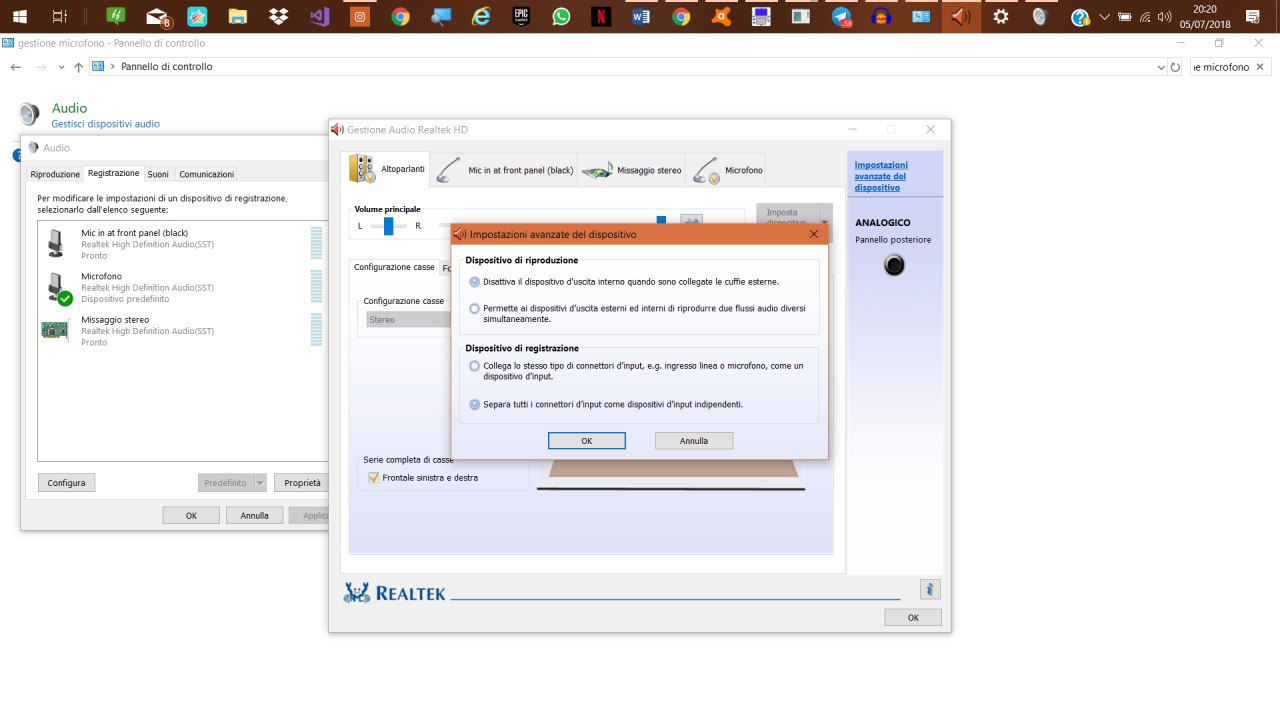 20:20
05/07/2018
8
EPIC
GAMES
N
58
gestione microfono - Pannello di controllo
Pannello di controllo
ıe microfono
Audio
Gestisci dispositivi audio
Audio
Riproduzione
Registrazione
Suoni
Comunicazioni
Per modificare le impostazioni di un dispositivo di registrazione,
selezionarlo dall'elenco seguente:
Mic in at front panel (black)
Realtek High Definition Audio(SST)
Pronto
Microfono
Realtek High Definition Audio(SST)
Dispositivo predefinito
Missaggio stereo
Realtek High Definition Audio(SST)
Pronto
Configura
Predefinito
Proprietà
OK
Annulla
Applic
Gestione Audio Realtek HD
Altoparlanti
Mic in at front panel (black)
Missaggio stereo
Microfono
Volume principale
L
R
Imposta
dispositivo
Configurazione casse
Fo
Configurazione casse
Stereo
Serie completa di casse
Frontale sinistra e destra
Impostazioni avanzate del dispositivo
Dispositivo di riproduzione
Disattiva il dispositivo d'uscita interno quando sono collegate le cuffie esterne.
Permette ai dispositivi d'uscita esterni ed interni di riprodurre due flussi audio diversi
simultaneamente.
Dispositivo di registrazione
Collega lo stesso tipo di connettori d'input, e.g. ingresso linea o microfono, come un
dispositivo d'input.
Separa tutti i connettori d'input come dispositivi d'input indipendenti.
OK
Annulla
Impostazioni
avanzate del
dispositivo
ANALOGICO
Pannello posteriore
REALTEK
OK